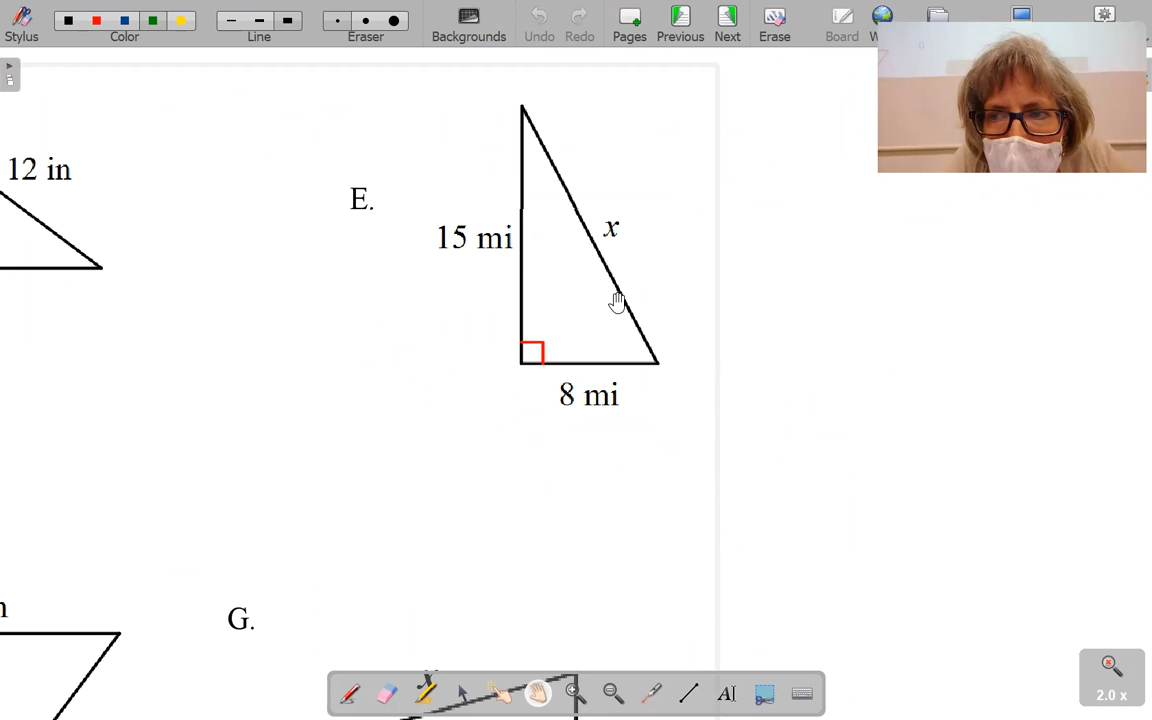 Stylus Color Line Eraser Backgrounds Undo Redo Pages Previous Next Erase Board
12 in
E.
15 mi
x
8 mi
G.
2.0 x